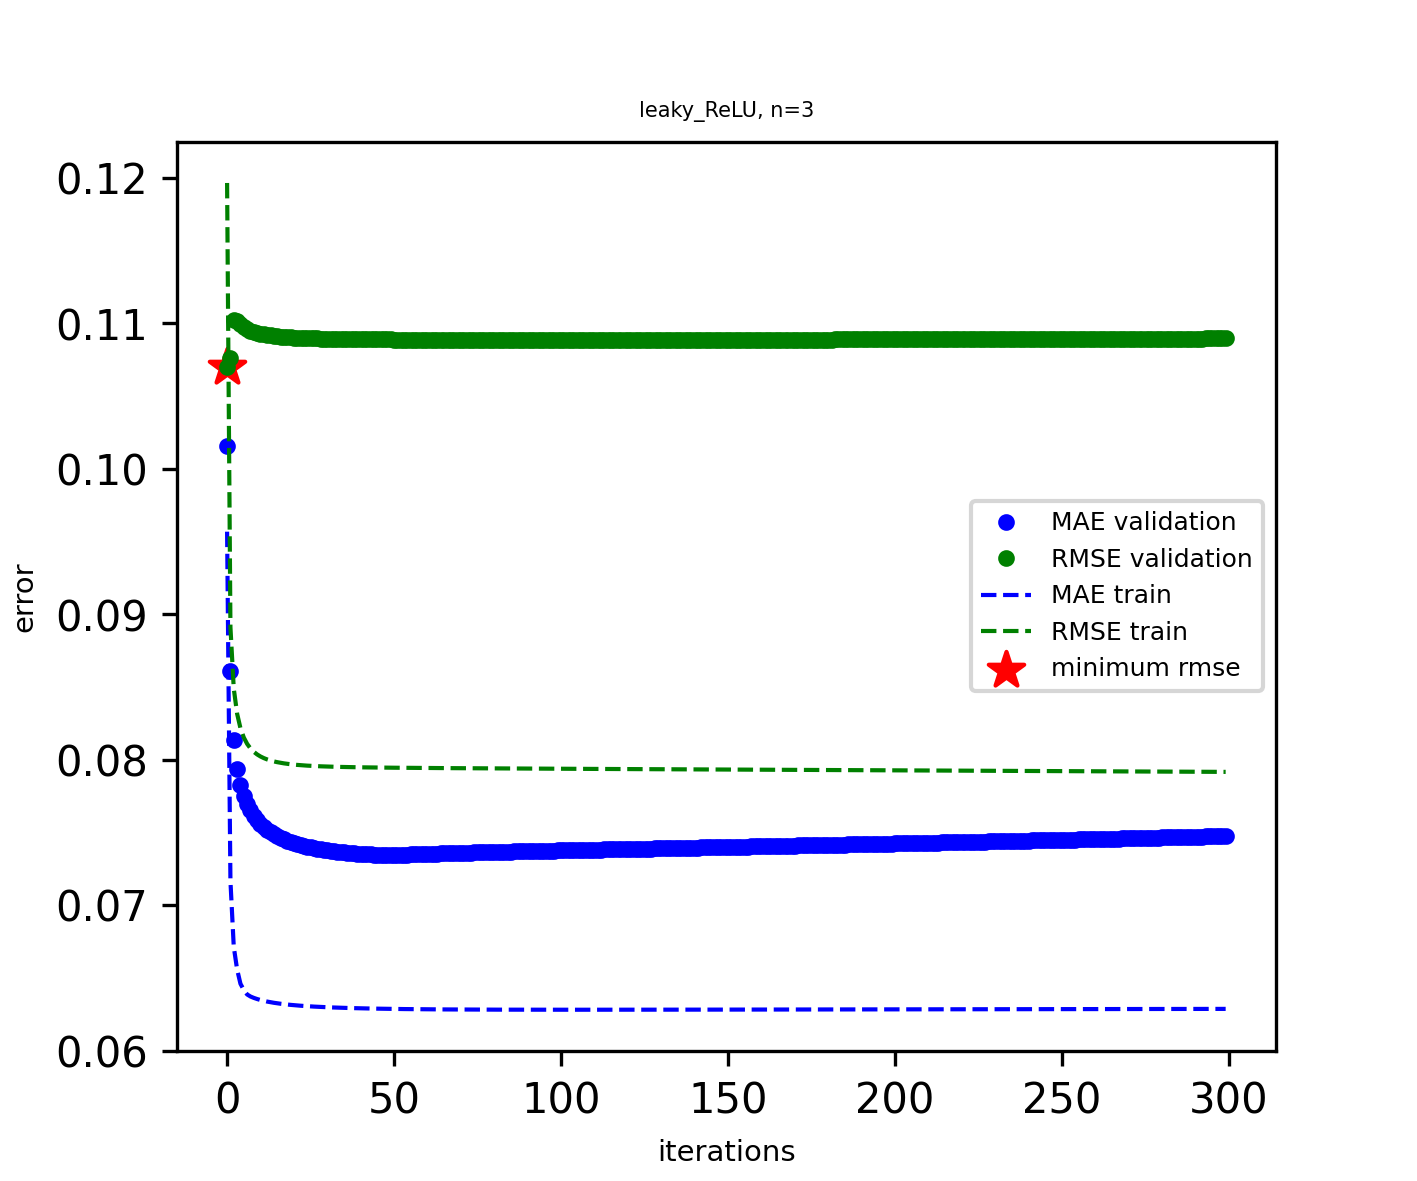 leaky_ReLU, n=3
0.12
0.11
0.10
0.09
0.08
0.07
0.06
error
MAE validation
RMSE validation
MAE train
RMSE train
minimum rmse
0 50 100 150 200 250 300
iterations